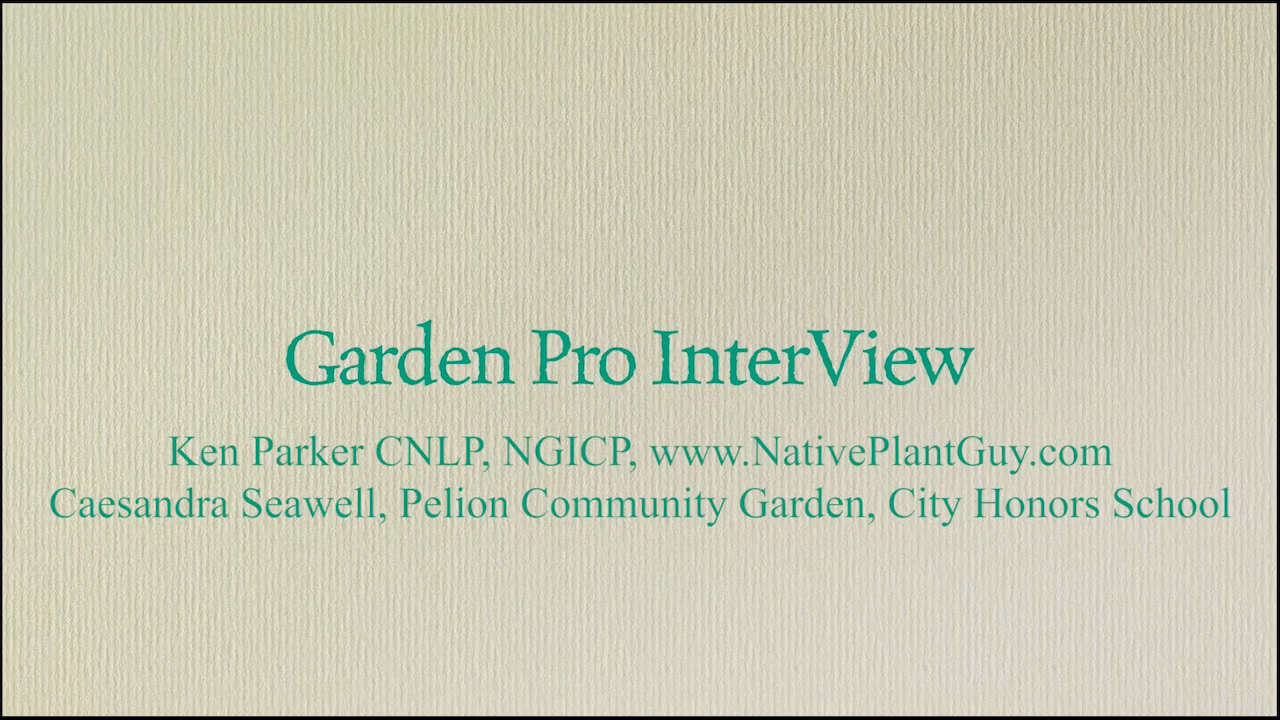 Garden Pro InterView
Ken Parker CNLP, NGICP, www.NativePlantGuy.com
Caesandra Seawell, Pelion Community Garden, City Honors School